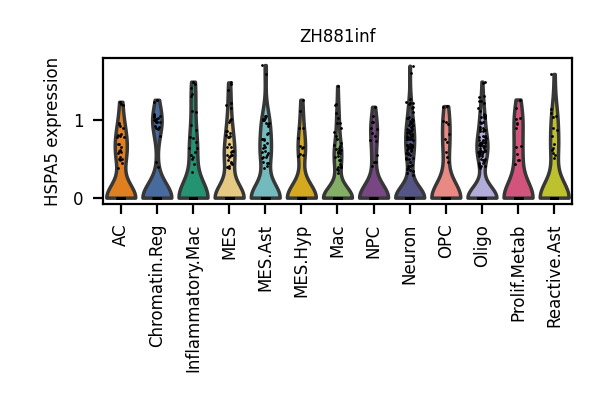 ZH881inf
HSPA5 expression
1
0
AC
Chromatin.Reg
Inflammatory.Mac
MES
MES.Ast
MES.Hyp
Mac
NPC
Neuron
OPC
Oligo
Prolif.Metab
Reactive.Ast